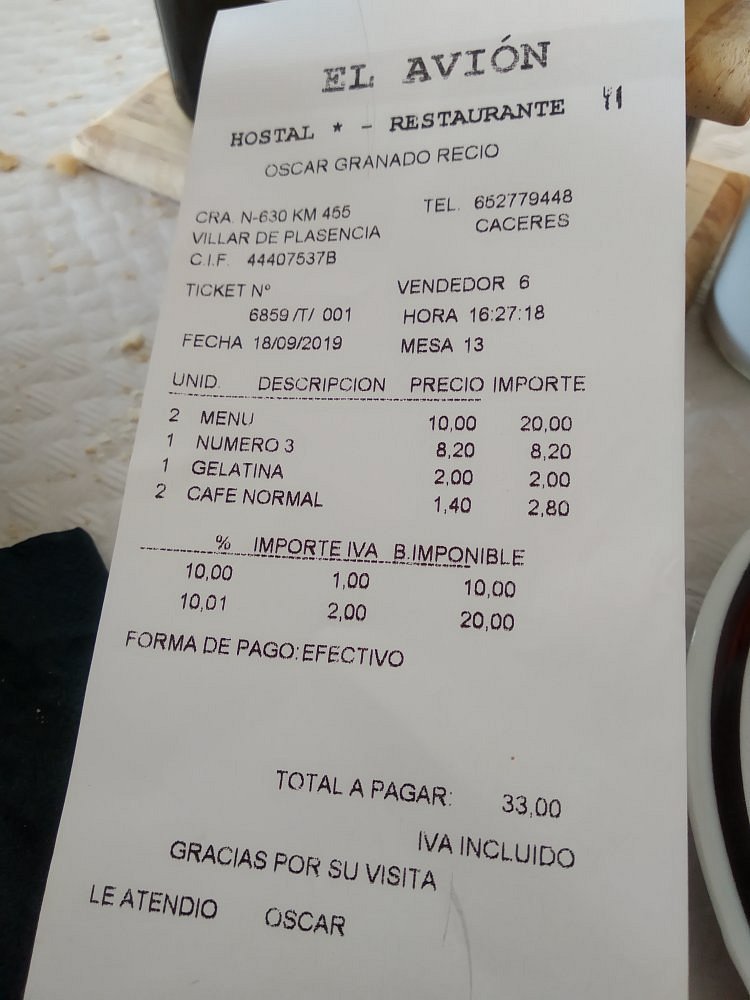 EL AVIÓN
HOSTAL * - RESTAURANTE
OSCAR GRANADO RECIO
CRA. N-630 KM 455 TEL. 652779448
VILLAR DE PLASENCIA CACERES
C.I.F. 44407537B
TICKET Nº VENDEDOR 6
6859 /T/ 001 HORA 16:27:18
FECHA 18/09/2019 MESA 13
UNID. DESCRIPCION PRECIO IMPORTE
2 MENU 10,00 20,00
1 NUMERO 3 8,20 8,20
1 GELATINA 2,00 2,00
2 CAFE NORMAL 1,40 2,80
% IMPORTE IVA B.IMPONIBLE
10,00 1,00 10,00
10,01 2,00 20,00
FORMA DE PAGO:EFECTIVO
TOTAL A PAGAR: 33,00
IVA INCLUIDO
GRACIAS POR SU VISITA
LE ATENDIO OSCAR